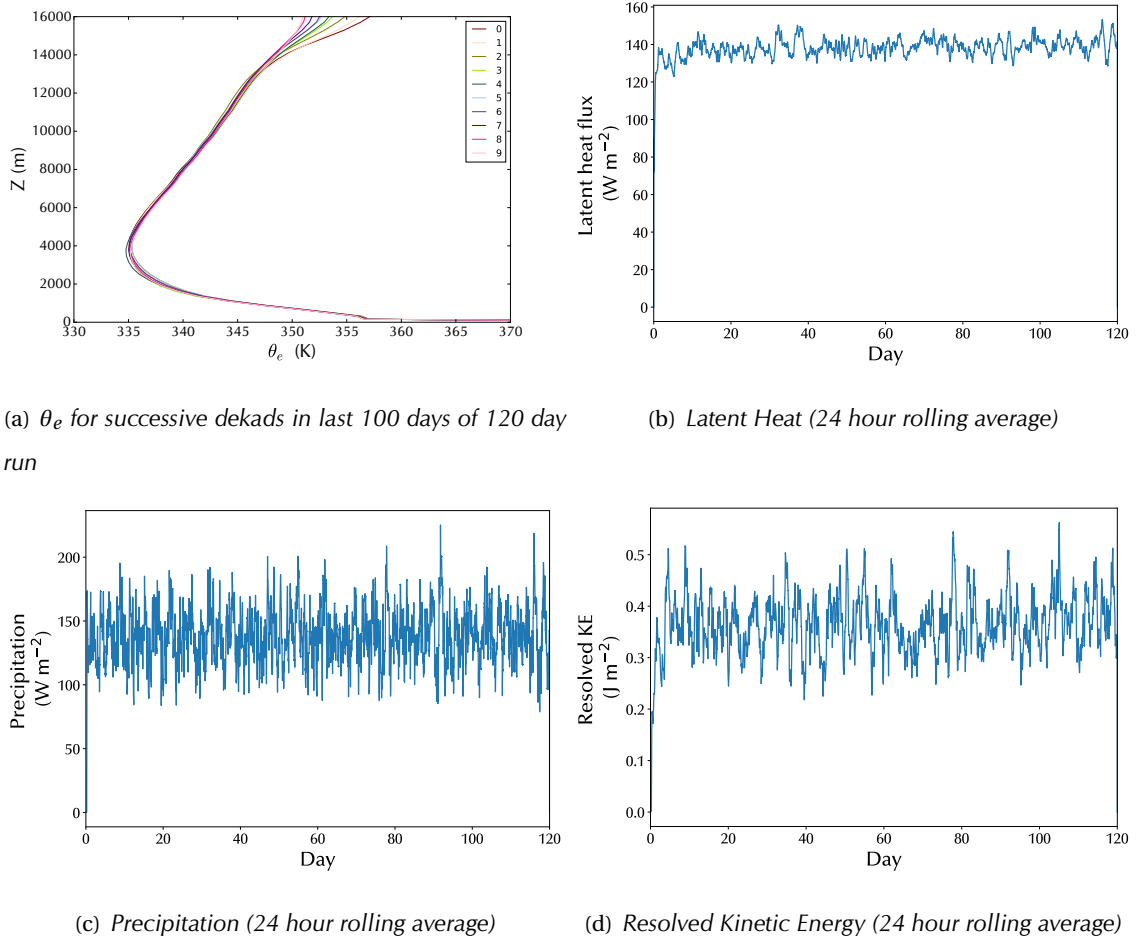 16000
14000
12000
10000
8000
6000
4000
2000
0
Z (m)
330 335 340 345 350 355 360 365 370
θe (K)
0
1
2
3
4
5
6
7
8
9
(a) θe for successive dekads in last 100 days of 120 day
run
160
140
120
100
80
60
40
20
0
Latent heat flux
(W m−2)
0 20 40 60 80 100 120
Day
(b) Latent Heat (24 hour rolling average)
200
150
100
50
0
Precipitation
(W m−2)
0 20 40 60 80 100 120
Day
(c) Precipitation (24 hour rolling average)
0.5
0.4
0.3
0.2
0.1
0.0
Resolved KE
(J m−2)
0 20 40 60 80 100 120
Day
(d) Resolved Kinetic Energy (24 hour rolling average)